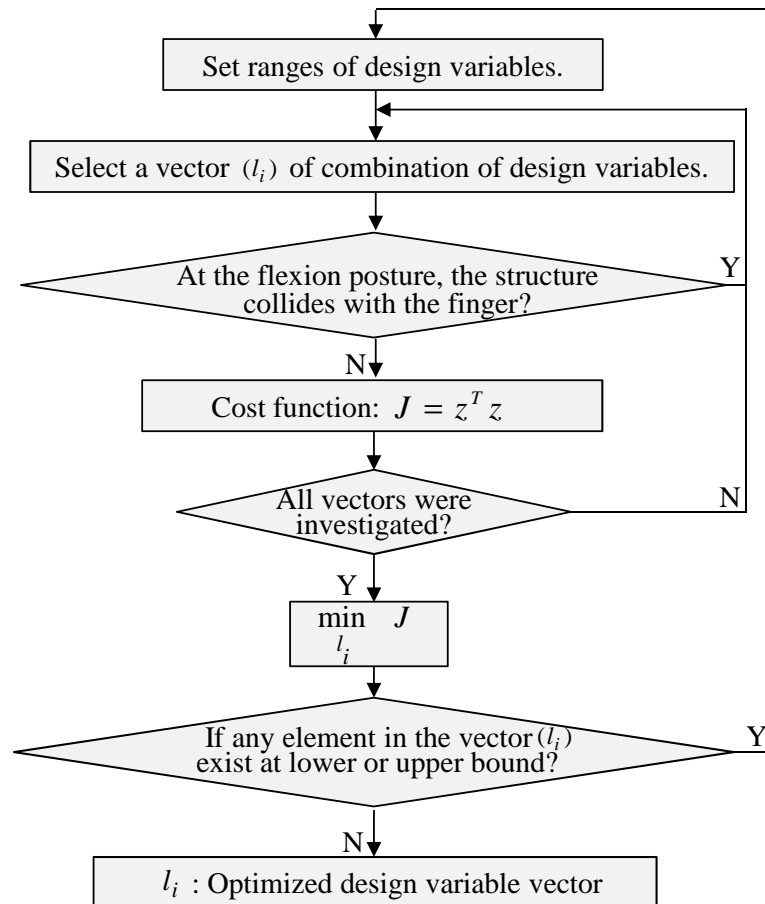 Set ranges of design variables.
Select a vector (l_i) of combination of design variables.
At the flexion posture, the structure
collides with the finger?
Y
N
Cost function: J = z^T z
All vectors were
investigated?
N
Y
min J
l_i
If any element in the vector (l_i)
exist at lower or upper bound?
Y
N
l_i : Optimized design variable vector